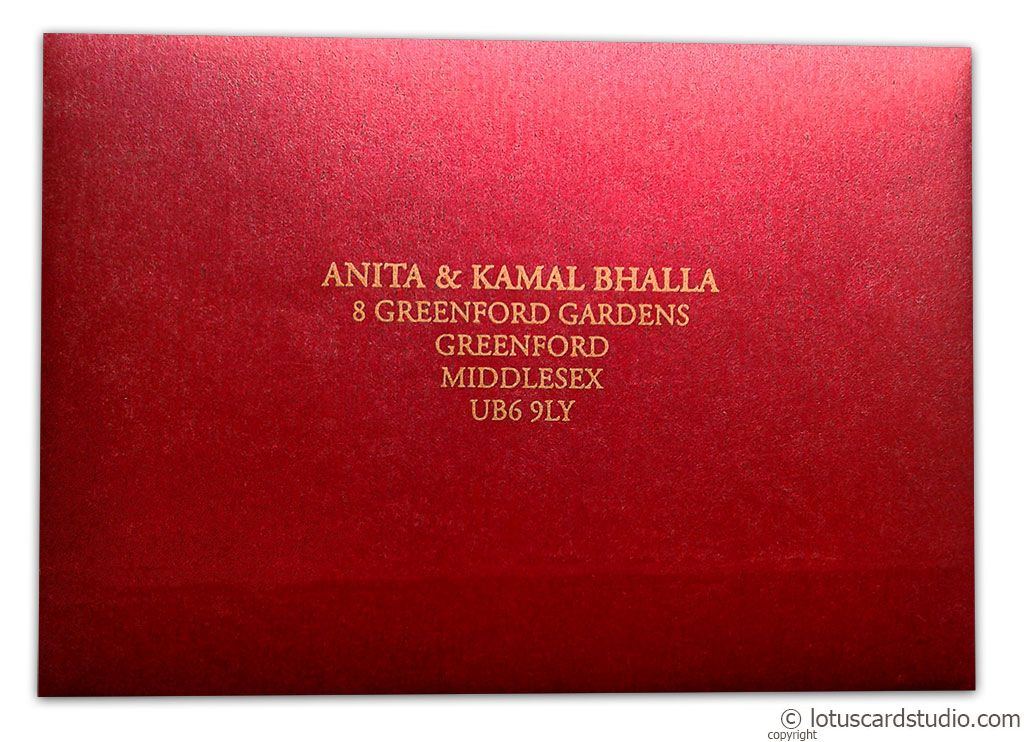 ANITA & KAMAL BHALLA
8 GREENFORD GARDENS
GREENFORD
MIDDLESEX
UB6 9LY
© lotuscardstudio.com
copyright